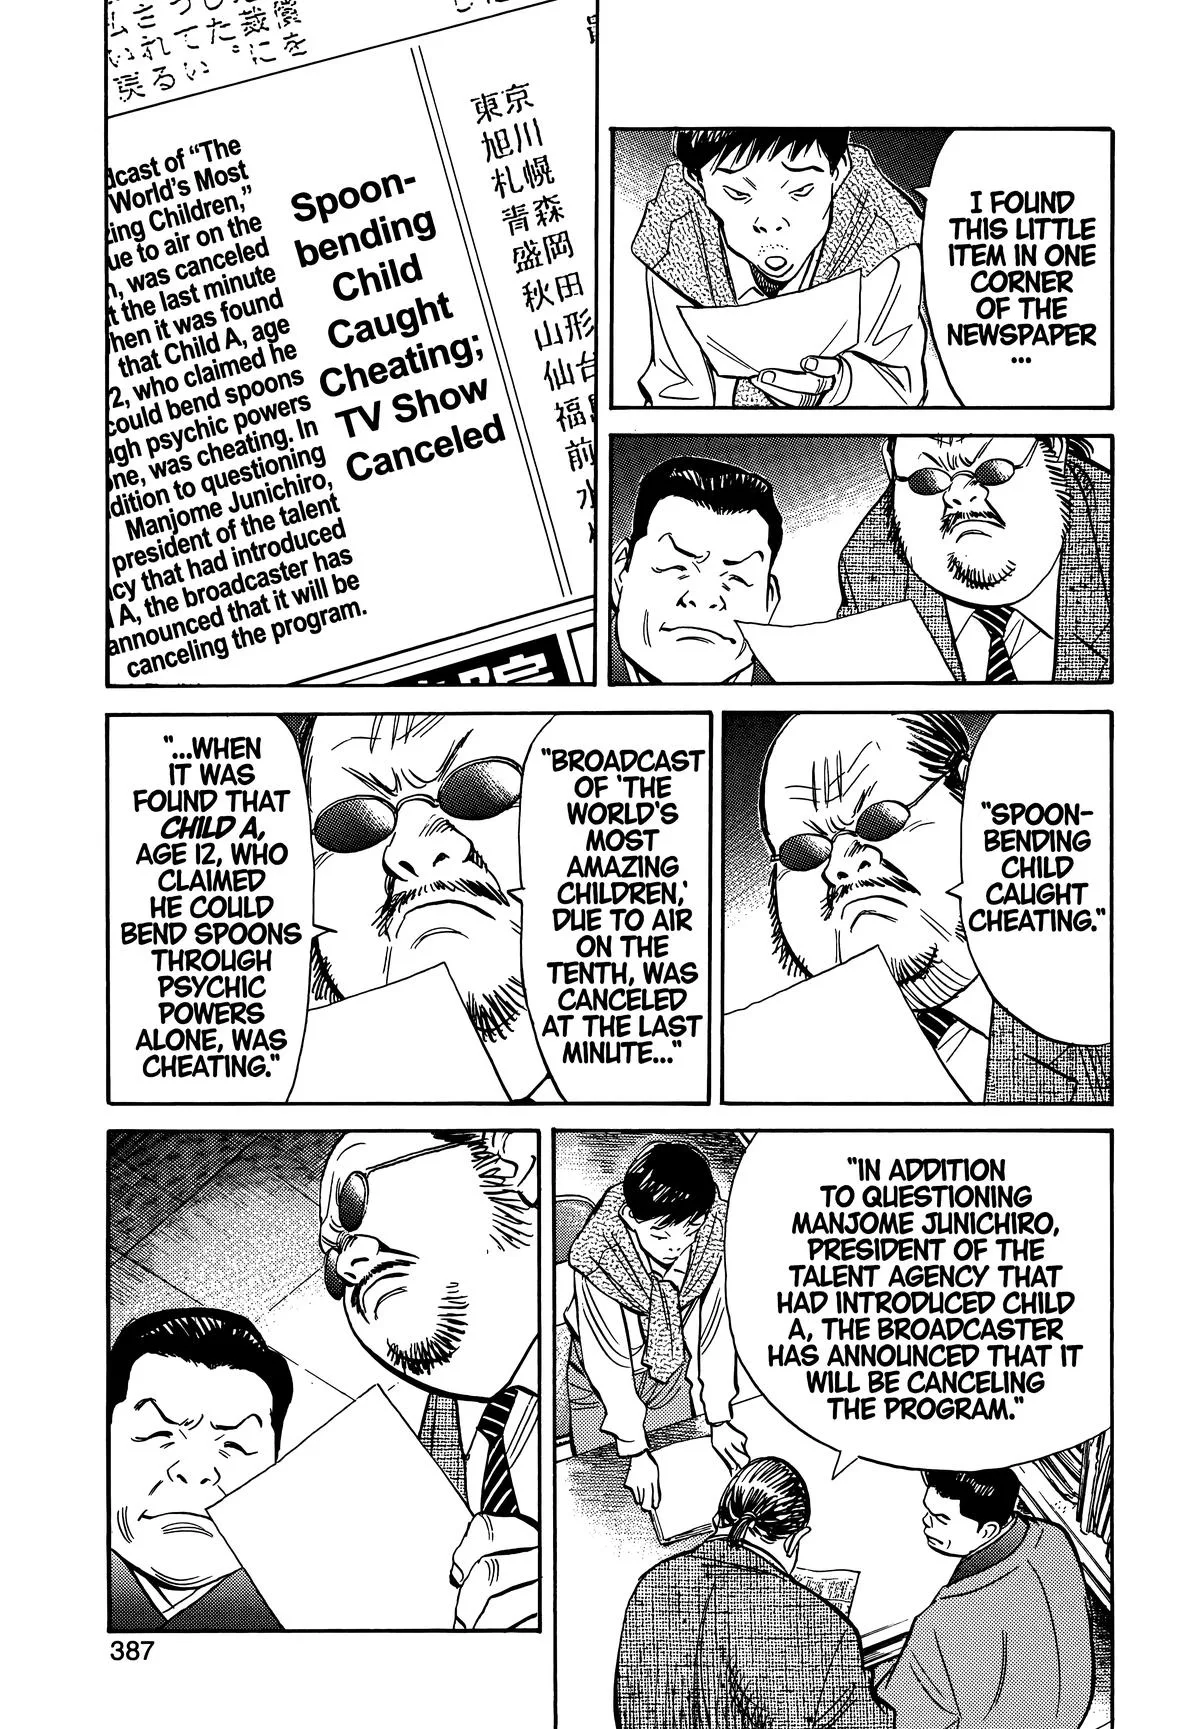 Spoon-
bending
Child
Caught
Cheating;
TV Show
Canceled
dcast of “The
World’s Most
zing Children,”
ue to air on the
h, was canceled
t the last minute
hen it was found
that Child A, age
2, who claimed he
could bend spoons
gh psychic powers
one, was cheating. In
dition to questioning
Manjome Junichiro,
president of the talent
cy that had introduced
A, the broadcaster has
announced that it will be
canceling the program.
東京
旭川
札幌
青森
盛岡
秋田
山形
仙台
福
前
水
I FOUND
THIS LITTLE
ITEM IN ONE
CORNER
OF THE
NEWSPAPER
...
"SPOON-
BENDING
CHILD
CAUGHT
CHEATING."
"BROADCAST
OF 'THE
WORLD'S
MOST
AMAZING
CHILDREN,'
DUE TO AIR
ON THE
TENTH, WAS
CANCELED
AT THE LAST
MINUTE..."
"...WHEN
IT WAS
FOUND THAT
CHILD A,
AGE 12, WHO
CLAIMED
HE COULD
BEND SPOONS
THROUGH
PSYCHIC
POWERS
ALONE, WAS
CHEATING."
"IN ADDITION
TO QUESTIONING
MANJOME JUNICHIRO,
PRESIDENT OF THE
TALENT AGENCY THAT
HAD INTRODUCED CHILD
A, THE BROADCASTER
HAS ANNOUNCED THAT IT
WILL BE CANCELING
THE PROGRAM."
387